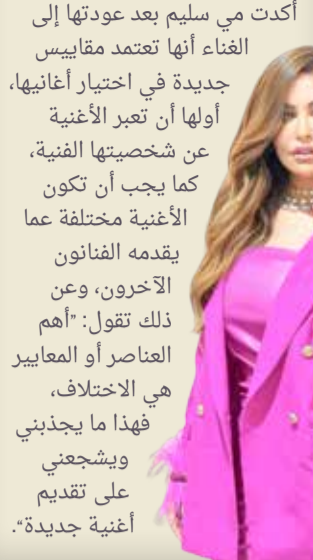 أكدت مي سليم بعد عودتها إلى
الغناء أنها تعتمد مقاييس
جديدة في اختيار أغانيها،
أولها أن تعبر الأغنية
عن شخصيتها الفنية،
كما يجب أن تكون
الأغنية مختلفة عما
يقدمه الفنانون
الآخرون، وعن
ذلك تقول: "أهم
العناصر أو المعايير
هي الاختلاف،
فهذا ما يجذبني
ويشجعني
على تقديم
أغنية جديدة".